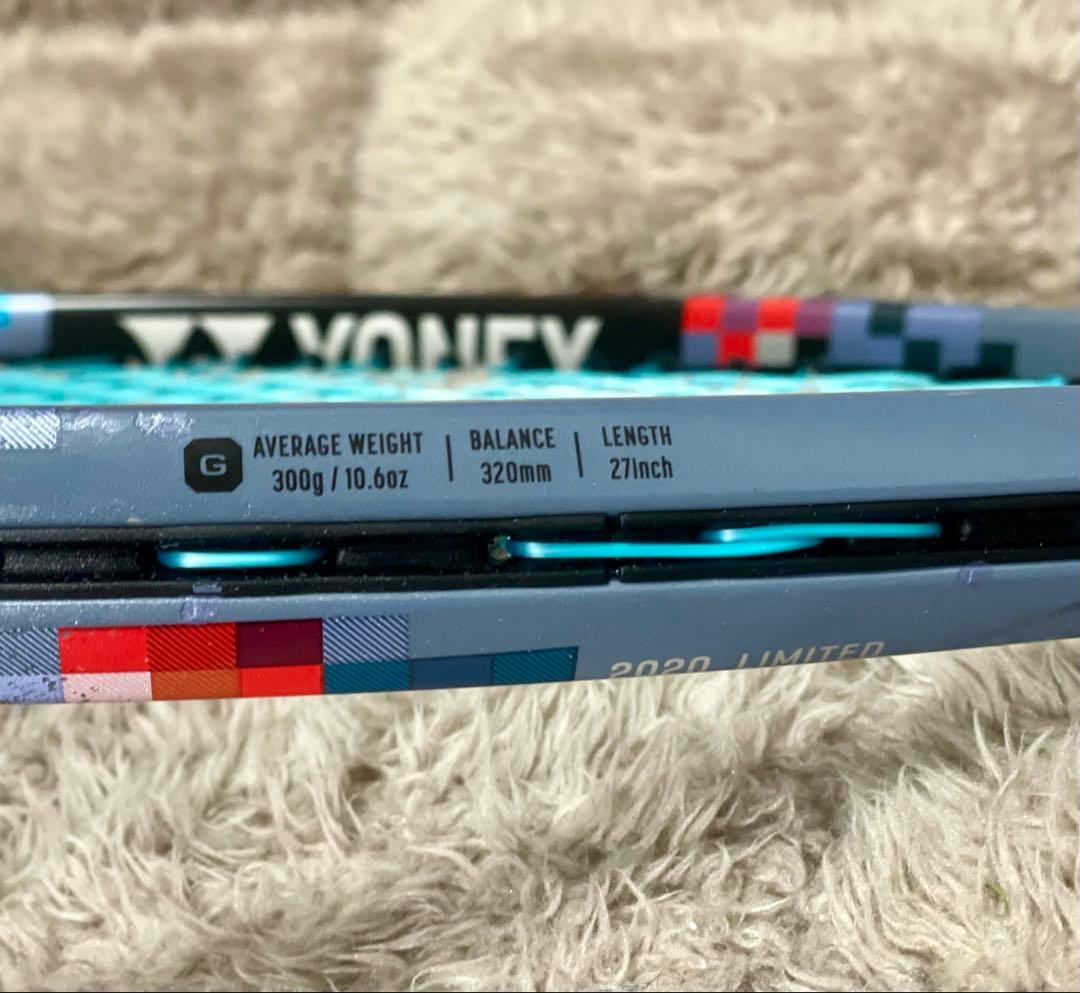 YONEX
G
AVERAGE WEIGHT | BALANCE | LENGTH
300g / 10.6oz | 320mm | 27inch
2020 LIMITED